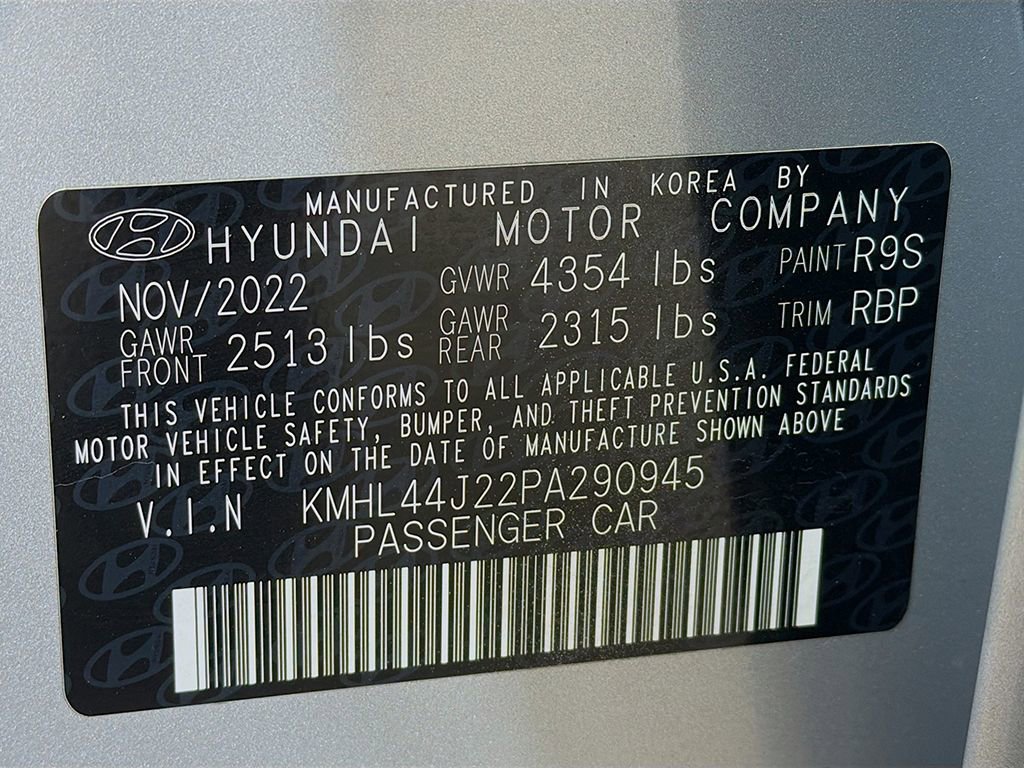 MANUFACTURED IN KOREA BY
HYUNDAI MOTOR COMPANY
NOV/2022 GVWR 4354 lbs PAINT R9S
GAWR FRONT 2513 lbs GAWR REAR 2315 lbs TRIM RBP
THIS VEHICLE CONFORMS TO ALL APPLICABLE U.S.A. FEDERAL
MOTOR VEHICLE SAFETY, BUMPER, AND THEFT PREVENTION STANDARDS
IN EFFECT ON THE DATE OF MANUFACTURE SHOWN ABOVE
V.I.N KMHL44J22PA290945
PASSENGER CAR